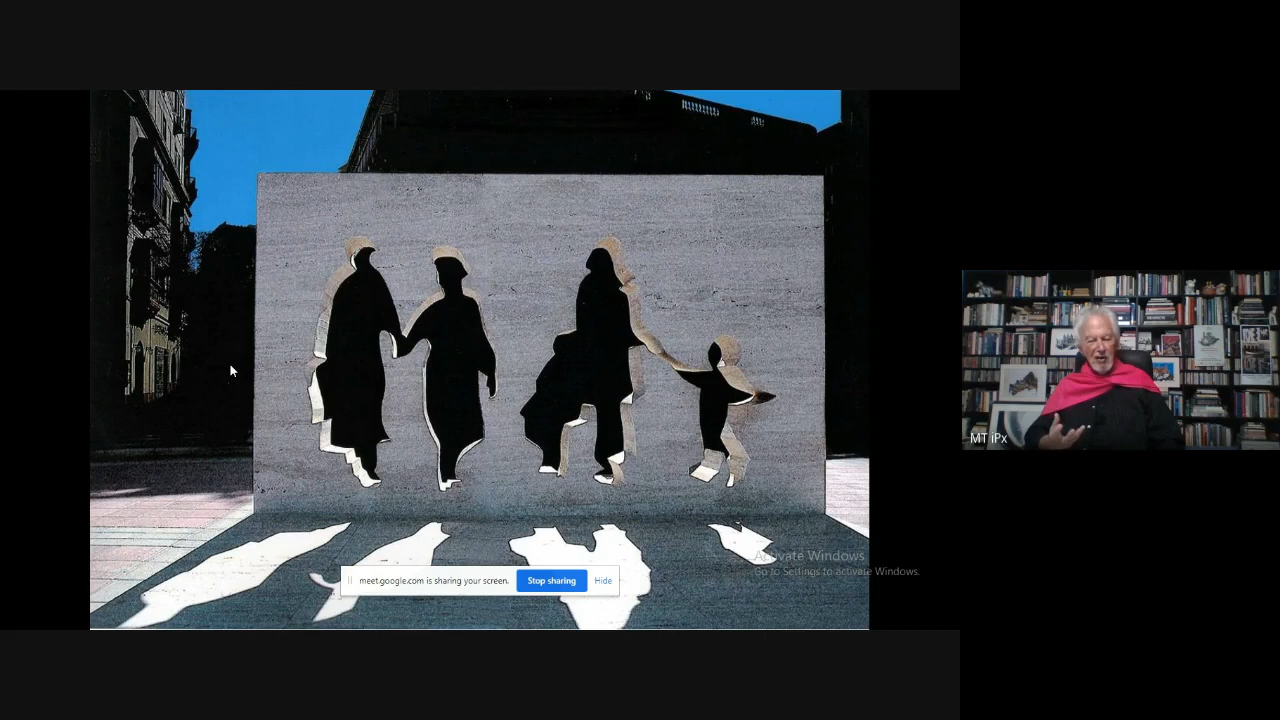 meet.google.com is sharing your screen.
Stop sharing
Hide
Activate Windows
Go to Settings to activate Windows.
MT iPx